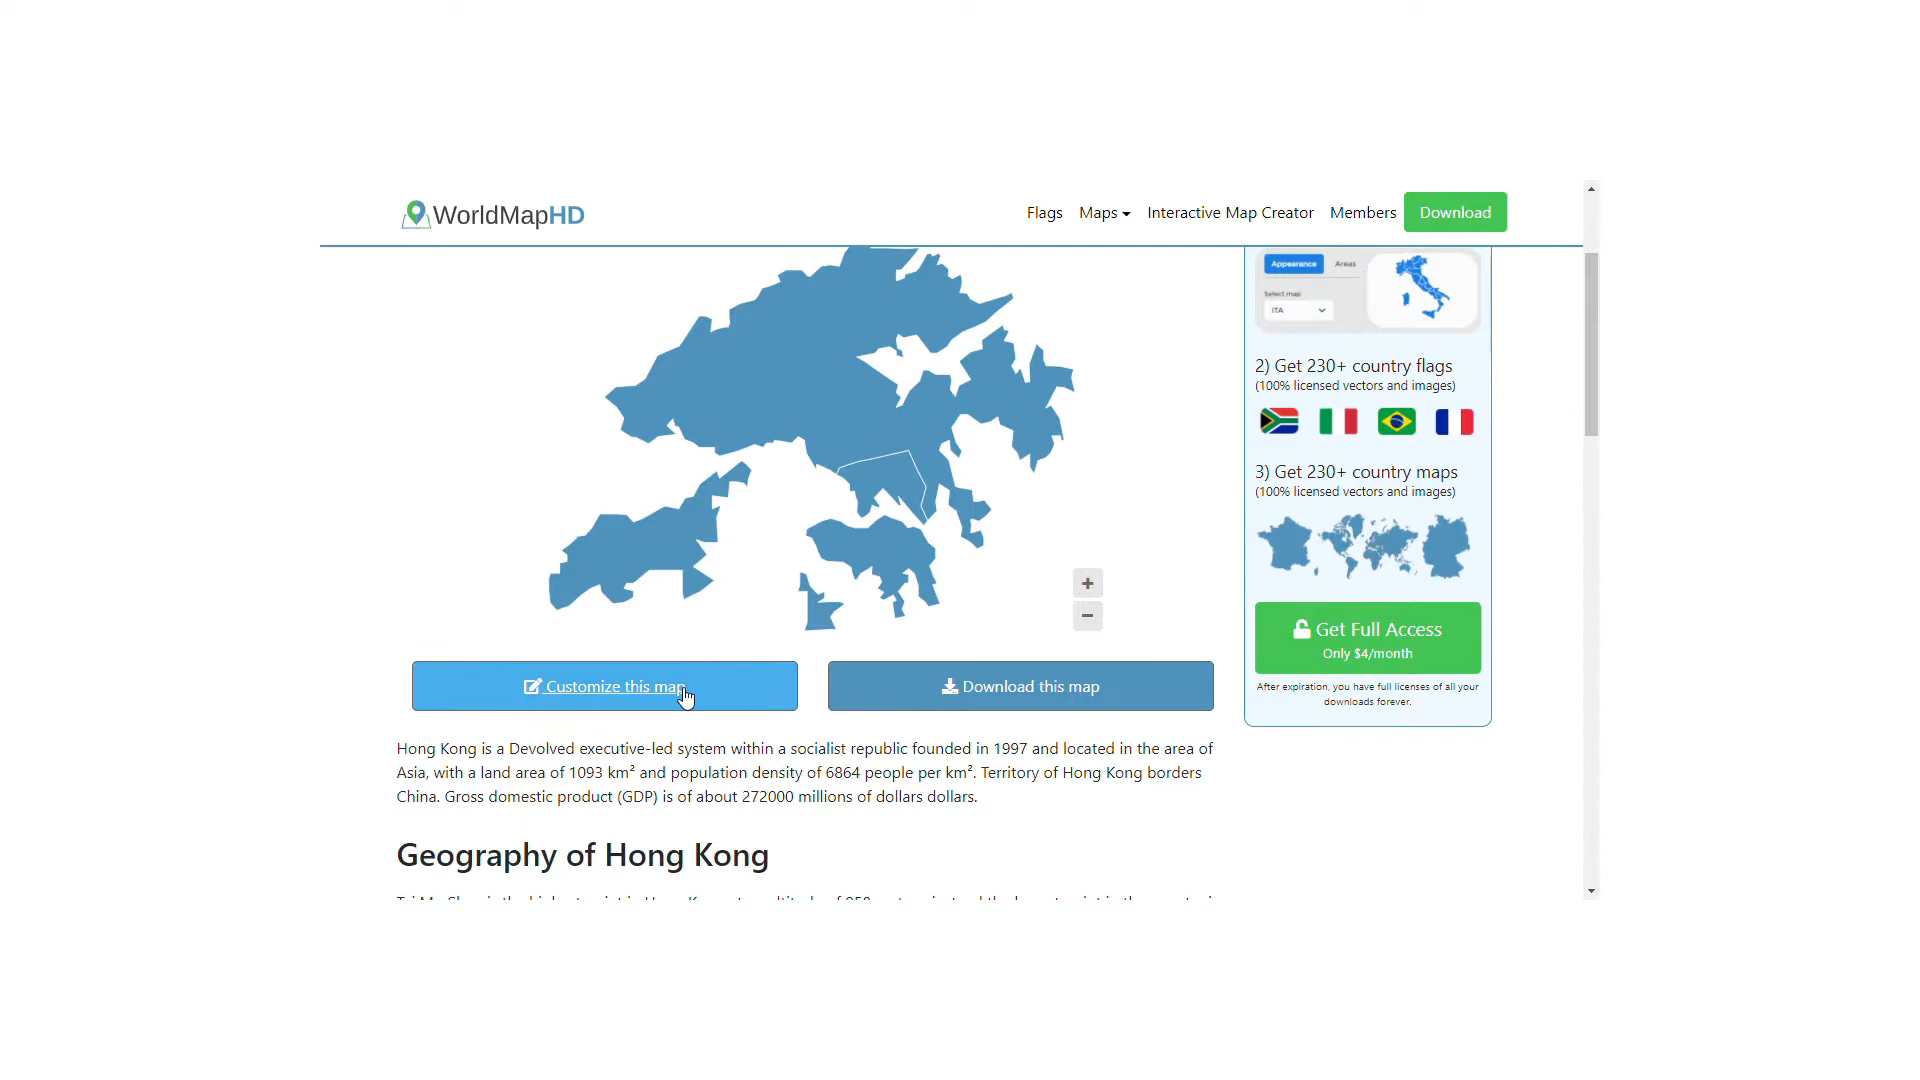 WorldMapHD
Flags Maps Interactive Map Creator Members Download
Appearance Areas
Select map
ITA
2) Get 230+ country flags
(100% licensed vectors and images)
3) Get 230+ country maps
(100% licensed vectors and images)
+
−
Get Full Access
Only $4/month
After expiration, you have full licenses of all your
downloads forever.
Customize this map
Download this map
Hong Kong is a Devolved executive-led system within a socialist republic founded in 1997 and located in the area of
Asia, with a land area of 1093 km² and population density of 6864 people per km². Territory of Hong Kong borders
China. Gross domestic product (GDP) is of about 272000 millions of dollars dollars.
Geography of Hong Kong